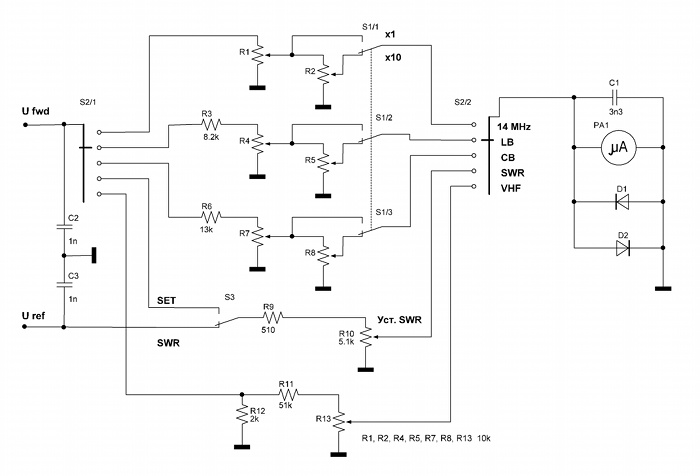 S1/1
x1
x10
R1
R2
S2/1
S2/2
C1
3n3
U fwd
R3
8.2k
S1/2
14 MHz
PA1
µA
R4
R5
LB
CB
SWR
VHF
D1
R6
13k
S1/3
R7
R8
D2
C2
1n
C3
1n
U ref
SET
S3
R9
510
Уст. SWR
R10
5.1k
SWR
R11
51k
R12
2k
R13
R1, R2, R4, R5, R7, R8, R13 10k